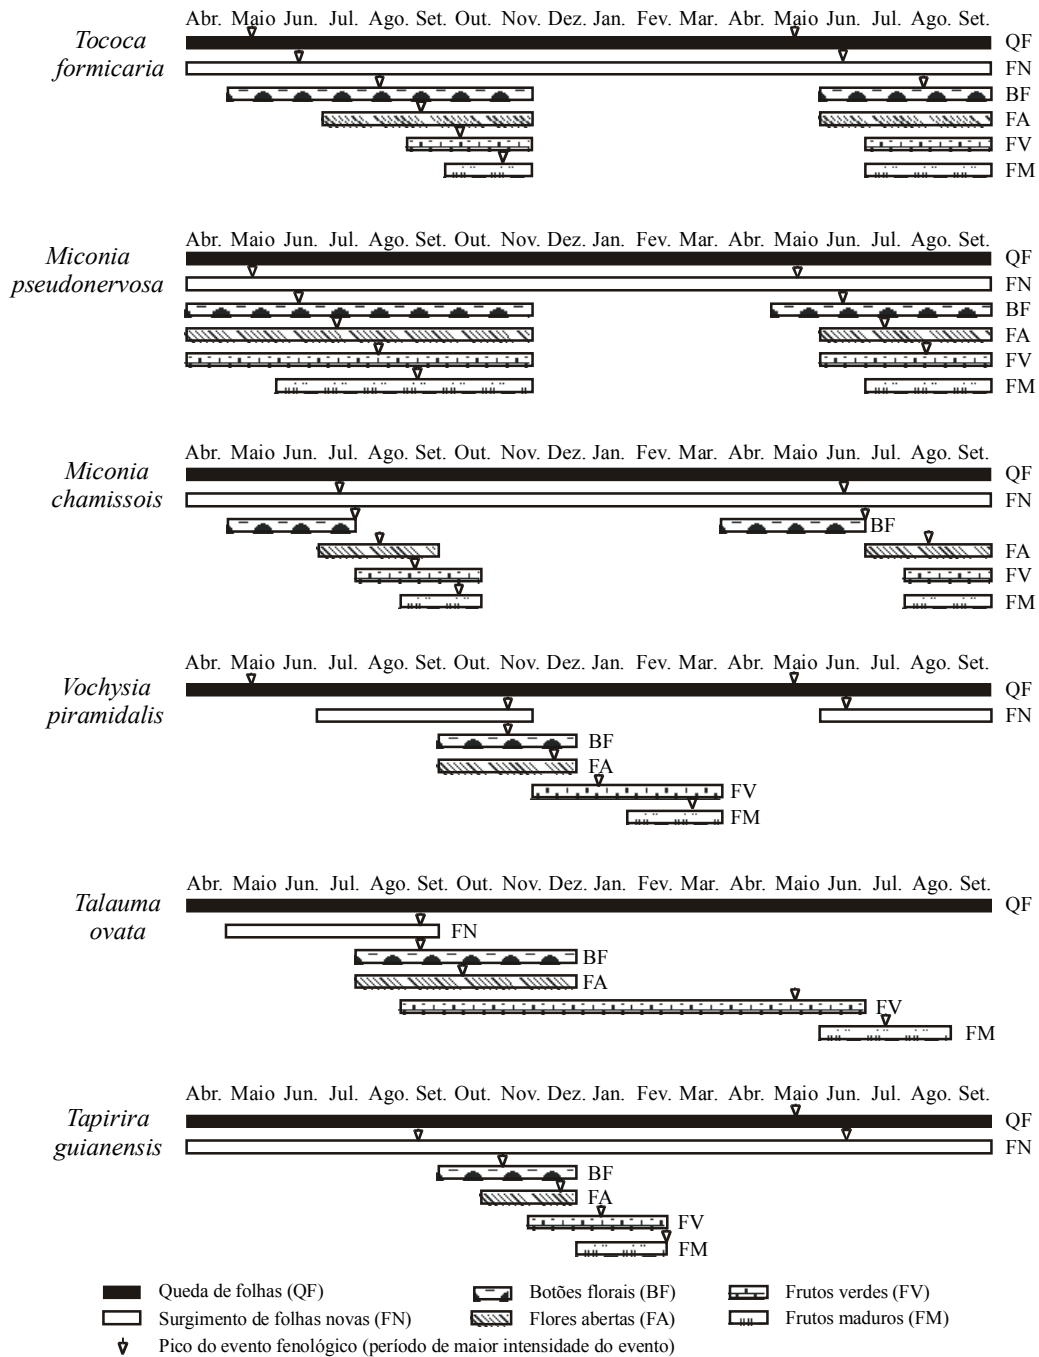 Abr. Maio Jun. Jul. Ago. Set. Out. Nov. Dez. Jan. Fev. Mar. Abr. Maio Jun. Jul. Ago. Set.
Tococa
formicaria
QF
FN
BF
FA
FV
FM
Abr. Maio Jun. Jul. Ago. Set. Out. Nov. Dez. Jan. Fev. Mar. Abr. Maio Jun. Jul. Ago. Set.
Miconia
pseudonervosa
QF
FN
BF
FA
FV
FM
Abr. Maio Jun. Jul. Ago. Set. Out. Nov. Dez. Jan. Fev. Mar. Abr. Maio Jun. Jul. Ago. Set.
Miconia
chamissois
QF
FN
BF
FA
FV
FM
Abr. Maio Jun. Jul. Ago. Set. Out. Nov. Dez. Jan. Fev. Mar. Abr. Maio Jun. Jul. Ago. Set.
Vochysia
piramidalis
QF
FN
BF
FA
FV
FM
Abr. Maio Jun. Jul. Ago. Set. Out. Nov. Dez. Jan. Fev. Mar. Abr. Maio Jun. Jul. Ago. Set.
Talauma
ovata
QF
FN
BF
FA
FV
FM
Abr. Maio Jun. Jul. Ago. Set. Out. Nov. Dez. Jan. Fev. Mar. Abr. Maio Jun. Jul. Ago. Set.
Tapirira
guianensis
QF
FN
BF
FA
FV
FM
Queda de folhas (QF) Botões florais (BF) Frutos verdes (FV)
Surgimento de folhas novas (FN) Flores abertas (FA) Frutos maduros (FM)
Pico do evento fenológico (período de maior intensidade do evento)